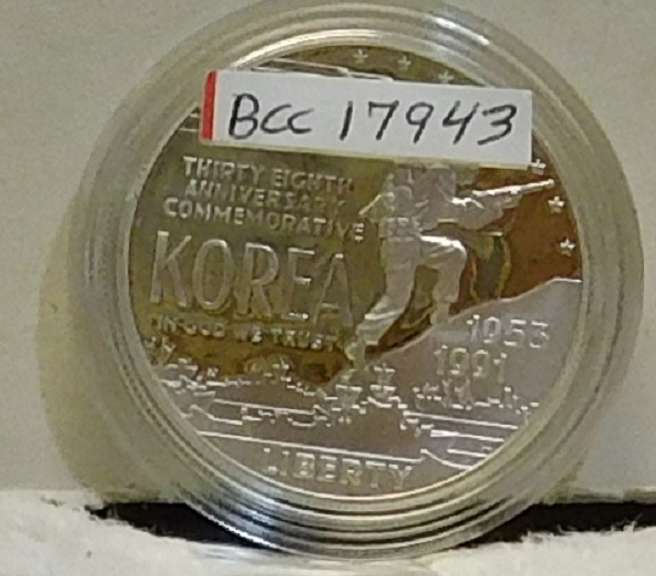 BCC 17943
THIRTY EIGHTH
ANNIVERSARY
COMMEMORATIVE
KOREA
IN GOD WE TRUST
1953
1991
LIBERTY